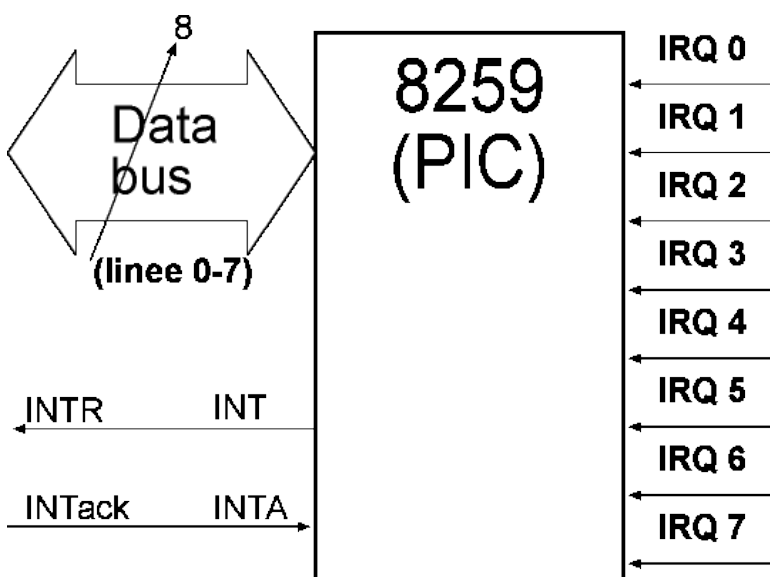 8
Data
bus
(linee 0-7)
INTR INT
INTack INTA
8259
(PIC)
IRQ 0
IRQ 1
IRQ 2
IRQ 3
IRQ 4
IRQ 5
IRQ 6
IRQ 7